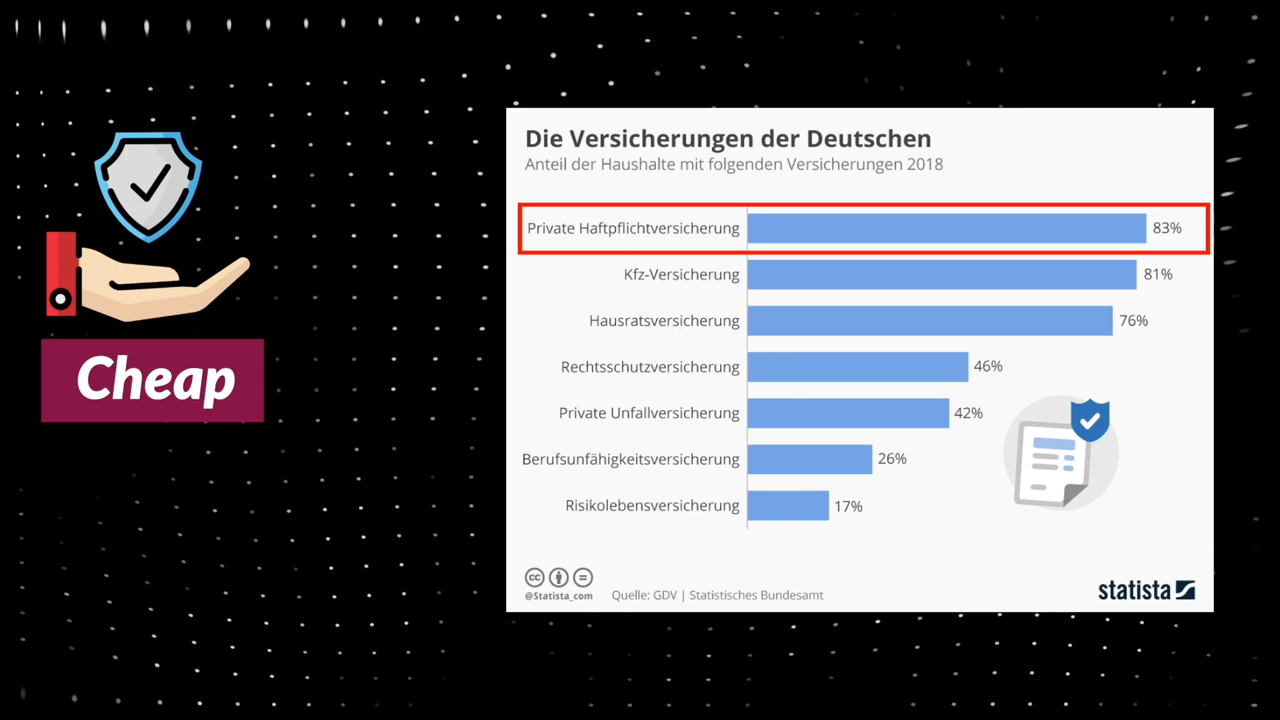 Cheap
Die Versicherungen der Deutschen
Anteil der Haushalte mit folgenden Versicherungen 2018
Private Haftpflichtversicherung 83%
Kfz-Versicherung 81%
Hausratsversicherung 76%
Rechtsschutzversicherung 46%
Private Unfallversicherung 42%
Berufsunfähigkeitsversicherung 26%
Risikolebensversicherung 17%
cc
@Statista_com Quelle: GDV | Statistisches Bundesamt
statista